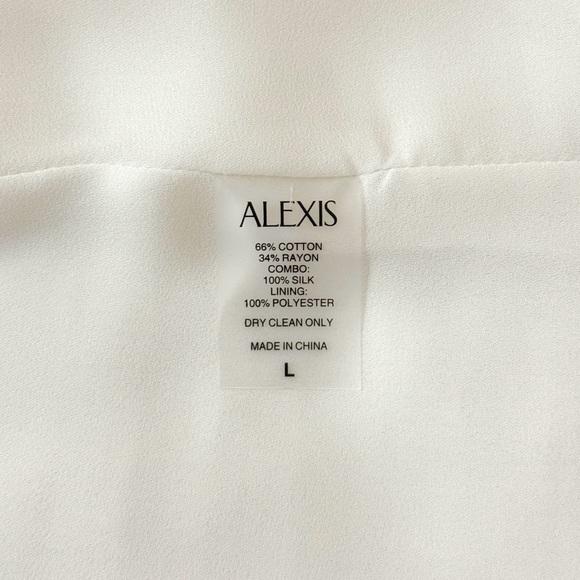 ALEXIS
66% COTTON
34% RAYON
COMBO:
100% SILK
LINING:
100% POLYESTER
DRY CLEAN ONLY
MADE IN CHINA
L